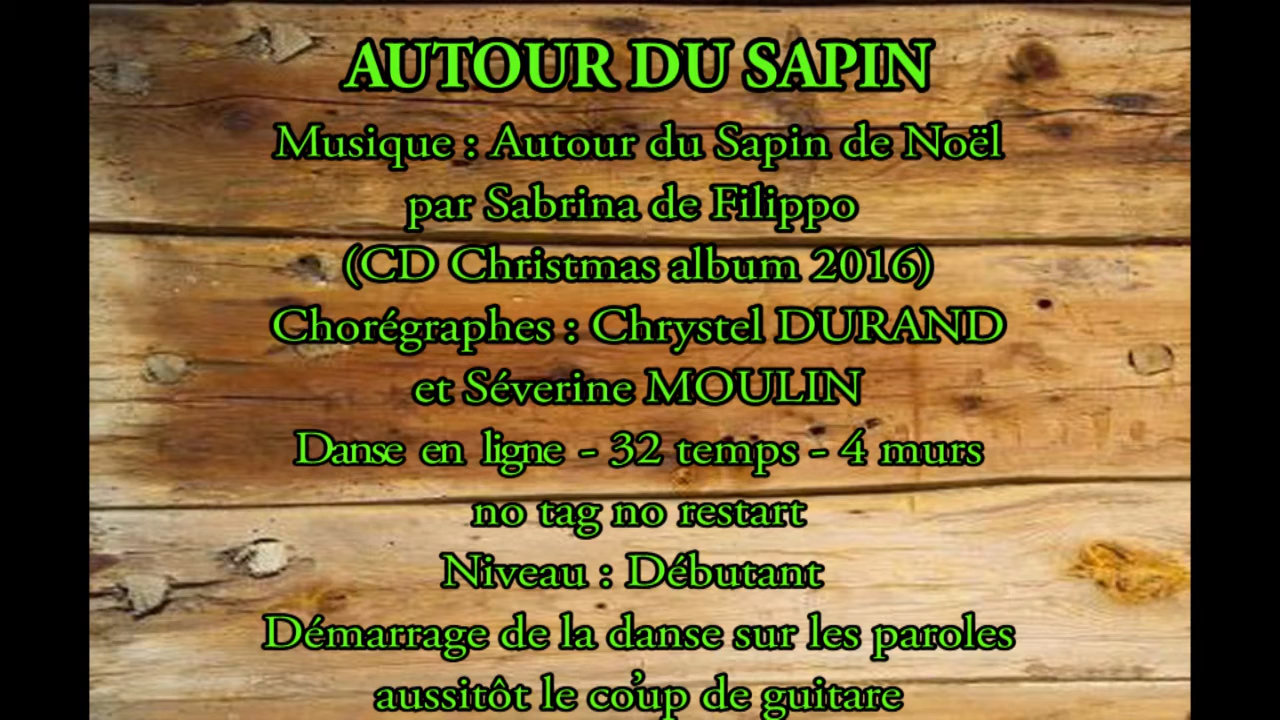 AUTOUR DU SAPIN
Musique : Autour du Sapin de Noël
par Sabrina de Filippo
(CD Christmas album 2016)
Chorégraphes : Chrystel DURAND
et Séverine MOULIN
Danse en ligne - 32 temps - 4 murs
no tag no restart
Niveau : Débutant
Démarrage de la danse sur les paroles
aussitôt le co'up de guitare